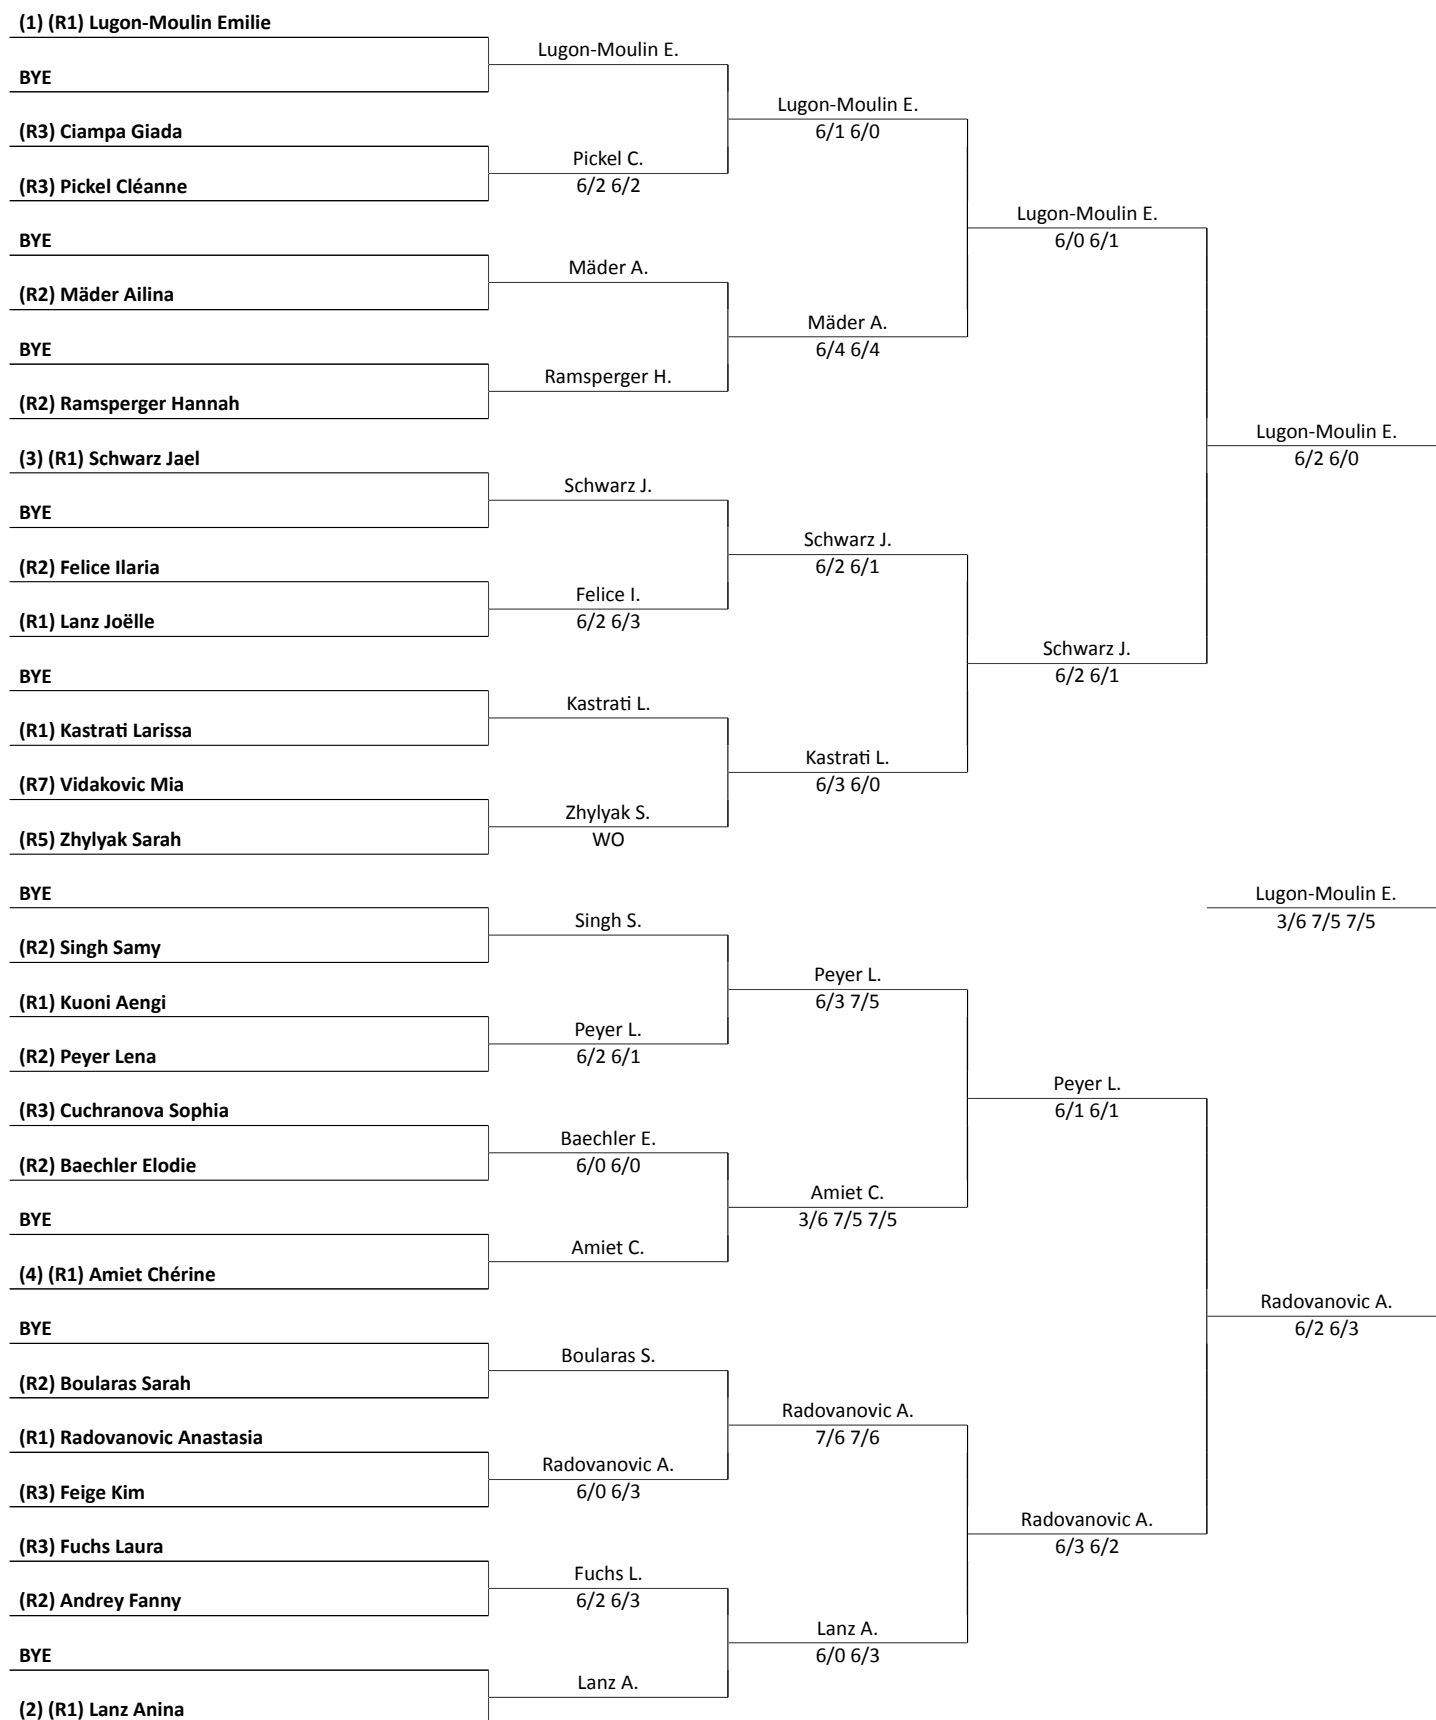 (1) (R1) Lugon-Moulin Emilie
Lugon-Moulin E.
BYE
Lugon-Moulin E.
6/1 6/0
(R3) Ciampa Giada
Pickel C.
6/2 6/2
(R3) Pickel Cléanne
Lugon-Moulin E.
6/0 6/1
BYE
Mäder A.
(R2) Mäder Ailina
Mäder A.
6/4 6/4
BYE
Ramsperger H.
(R2) Ramsperger Hannah
Lugon-Moulin E.
6/2 6/0
(3) (R1) Schwarz Jael
Schwarz J.
BYE
Schwarz J.
6/2 6/1
(R2) Felice Ilaria
Felice I.
6/2 6/3
(R1) Lanz Joëlle
Schwarz J.
6/2 6/1
BYE
Kastrati L.
(R1) Kastrati Larissa
Kastrati L.
6/3 6/0
(R7) Vidakovic Mia
Zhylyak S.
WO
(R5) Zhylyak Sarah
BYE
Lugon-Moulin E.
3/6 7/5 7/5
Singh S.
(R2) Singh Samy
Peyer L.
6/3 7/5
(R1) Kuoni Aengi
Peyer L.
6/2 6/1
(R2) Peyer Lena
Peyer L.
6/1 6/1
(R3) Cuchranova Sophia
Baechler E.
6/0 6/0
(R2) Baechler Elodie
Amiet C.
3/6 7/5 7/5
BYE
Amiet C.
(4) (R1) Amiet Chérine
Radovanovic A.
6/2 6/3
BYE
Boularas S.
(R2) Boularas Sarah
Radovanovic A.
7/6 7/6
(R1) Radovanovic Anastasia
Radovanovic A.
6/0 6/3
(R3) Feige Kim
Radovanovic A.
6/3 6/2
(R3) Fuchs Laura
Fuchs L.
6/2 6/3
(R2) Andrey Fanny
Lanz A.
6/0 6/3
BYE
Lanz A.
(2) (R1) Lanz Anina